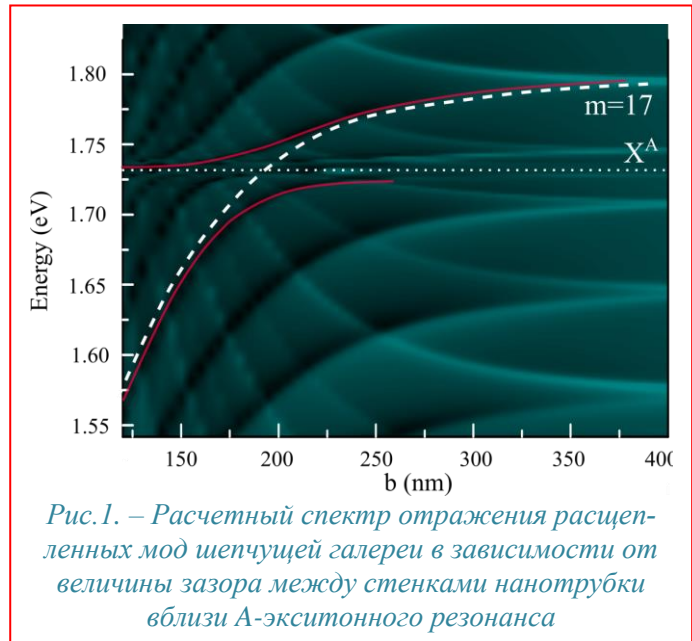 1.80
m=17
1.75
X^A
1.70
Energy (eV)
1.65
1.60
1.55
150
200
250
300
350
400
b (nm)
Рис.1. – Расчетный спектр отражения расщеп-
ленных мод шепчущей галереи в зависимости от
величины зазора между стенками нанотрубки
вблизи А-экситонного резонанса